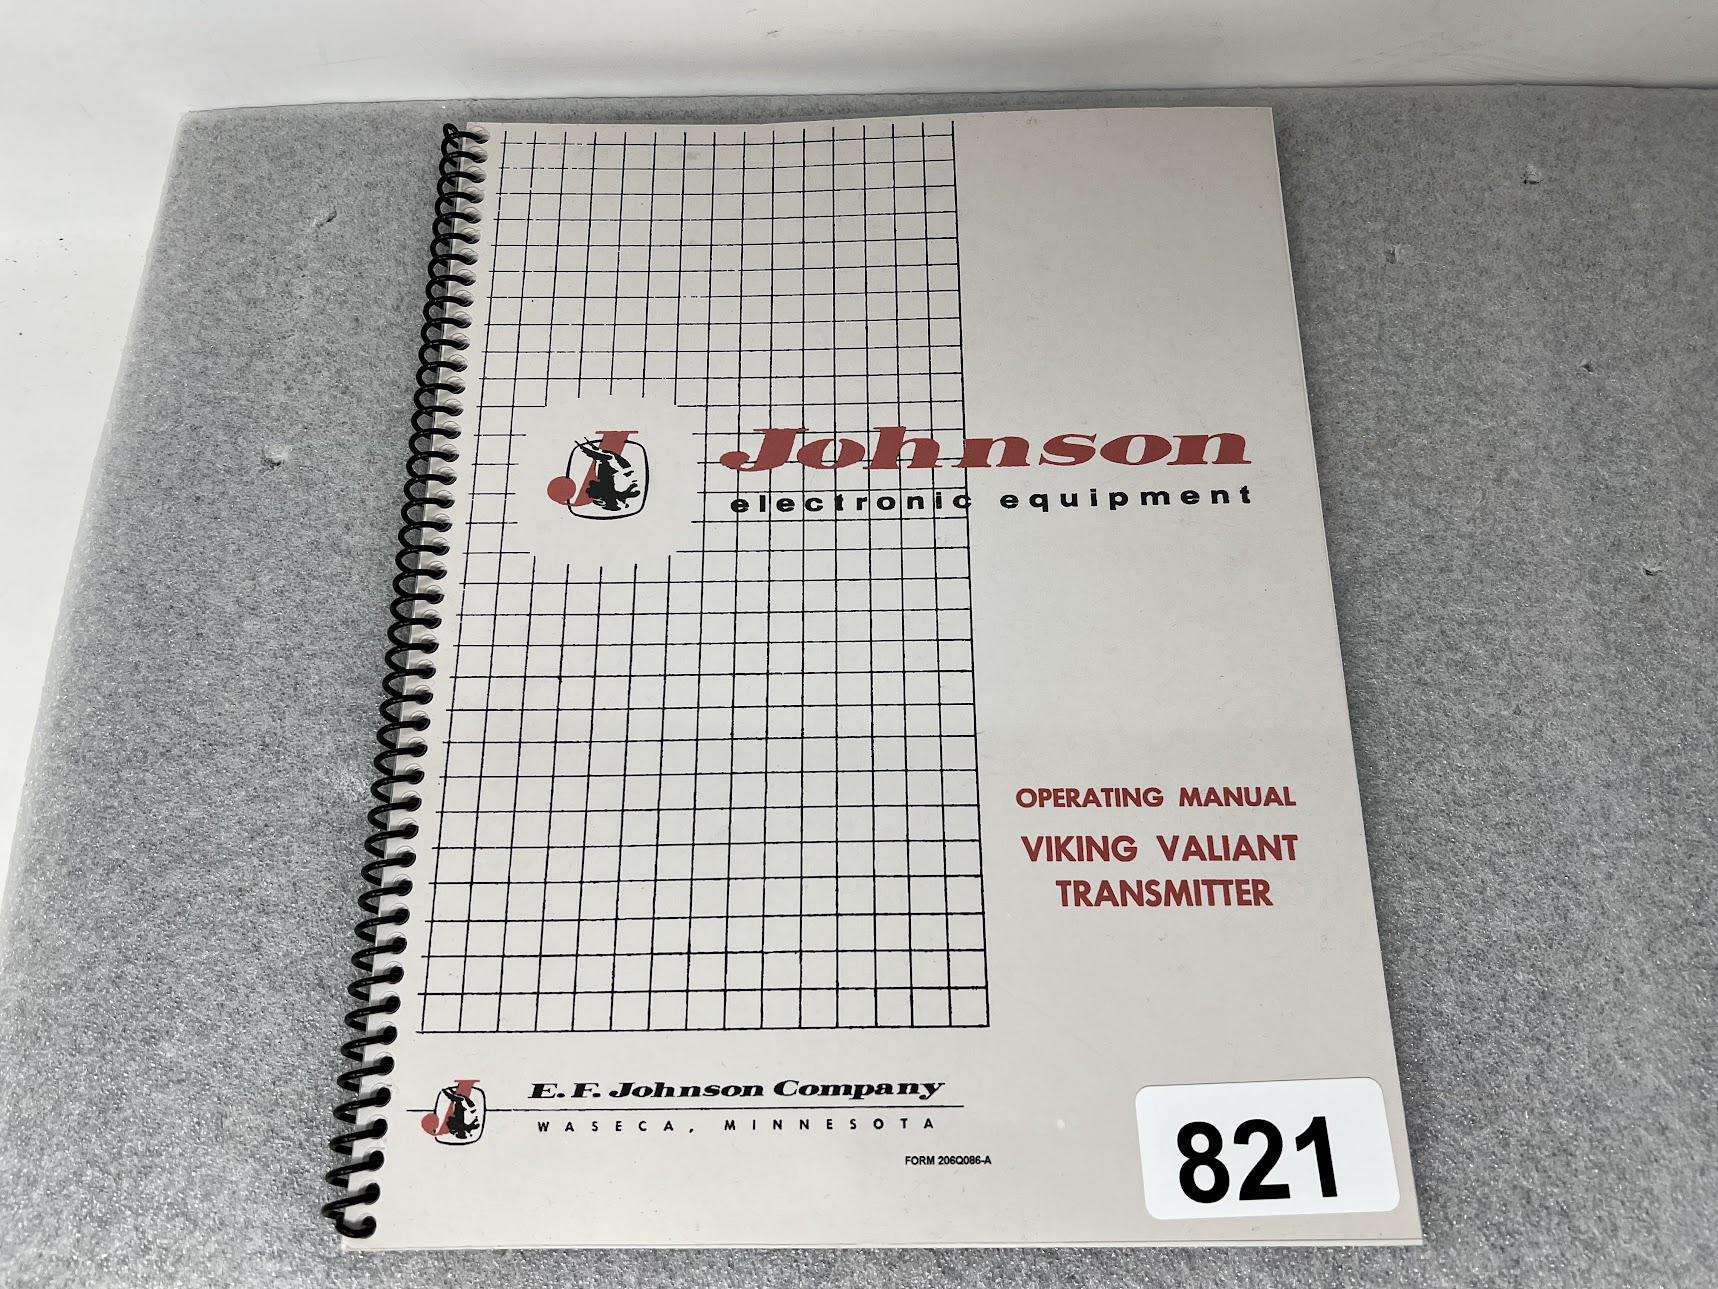 J
Johnson
electronic equipment
OPERATING MANUAL
VIKING VALIANT
TRANSMITTER
J
E. F. Johnson Company
WASECA, MINNESOTA
FORM 206Q086-A
821